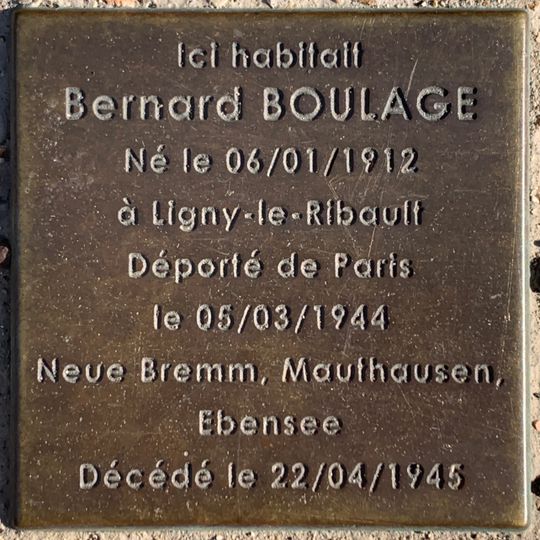 Ici habitait
Bernard BOULAGE
Né le 06/01/1912
à Ligny-le-Ribault
Déporté de Paris
le 05/03/1944
Neue Bremm, Mauthausen,
Ebensee
Décédé le 22/04/1945